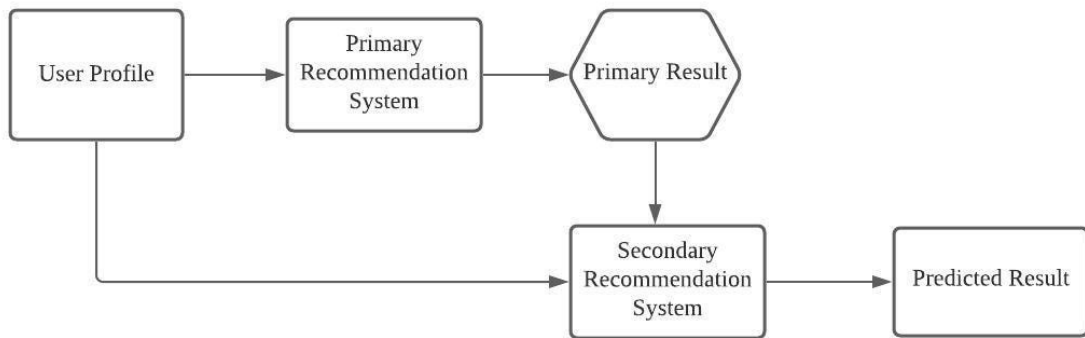 User Profile
Primary
Recommendation
System
Primary Result
Secondary
Recommendation
System
Predicted Result